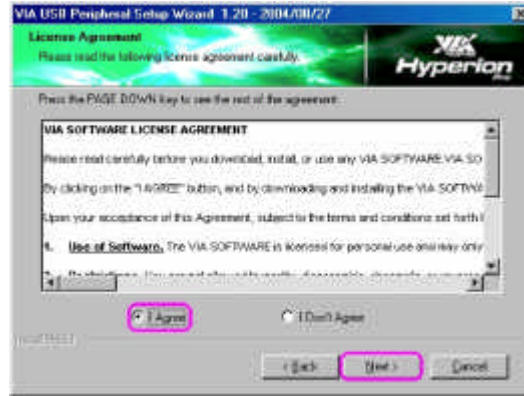 VIA USB Peripheral Setup Wizard 1.20 - 2004/08/27
License Agreement
Please read the following license agreement carefully.
VIA
Hyperion
Pro
Press the PAGE DOWN key to see the rest of the agreement.
VIA SOFTWARE LICENSE AGREEMENT
Please read carefully before you download, install, or use any VIA SOFTWARE. VIA SO
By clicking on the "I AGREE" button, and by downloading and installing the VIA SOFTWA
Upon your acceptance of this Agreement, subject to the terms and conditions set forth
1. Use of Software. The VIA SOFTWARE is licensed for personal use and may only
I Agree
I Don't Agree
InstallShield
< Back
Next >
Cancel